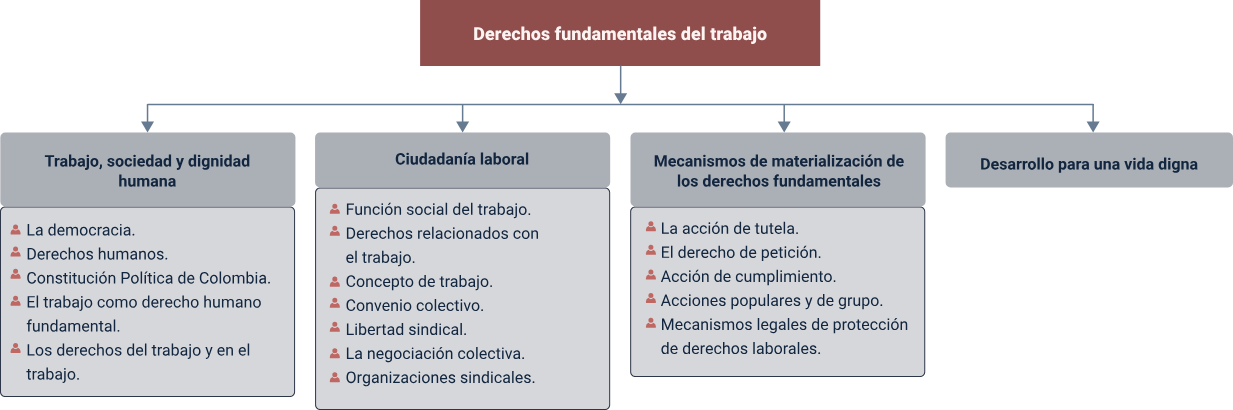 Derechos fundamentales del trabajo
Trabajo, sociedad y dignidad
humana
La democracia.
Derechos humanos.
Constitución Política de Colombia.
El trabajo como derecho humano
fundamental.
Los derechos del trabajo y en el
trabajo.
Ciudadanía laboral
Función social del trabajo.
Derechos relacionados con
el trabajo.
Concepto de trabajo.
Convenio colectivo.
Libertad sindical.
La negociación colectiva.
Organizaciones sindicales.
Mecanismos de materialización de
los derechos fundamentales
La acción de tutela.
El derecho de petición.
Acción de cumplimiento.
Acciones populares y de grupo.
Mecanismos legales de protección
de derechos laborales.
Desarrollo para una vida digna